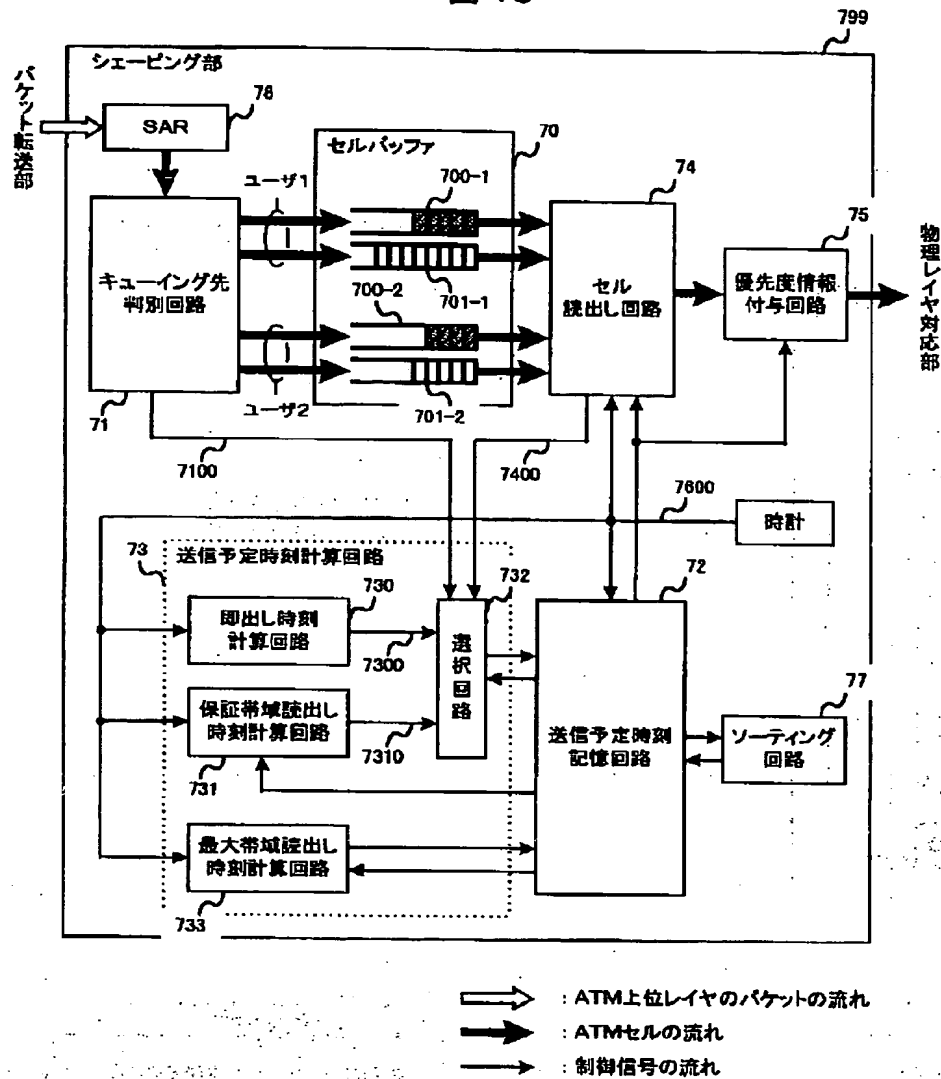 799
シェーピング部
パケット転送部
78
SAR
セルバッファ
70
ユーザ1
700-1
74
75
キューイング先
判別回路
701-1
700-2
セル
読出し回路
優先度情報
付与回路
物理レイヤ対応部
ユーザ2
701-2
71
7100
7400
7600
時計
73
送信予定時刻計算回路
732
72
730
即出し時刻
計算回路
7300
選択回路
77
保証帯域読出し
時刻計算回路
7310
731
送信予定時刻
記憶回路
ソーティング
回路
最大帯域読出し
時刻計算回路
733
: ATM上位レイヤのパケットの流れ
: ATMセルの流れ
: 制御信号の流れ